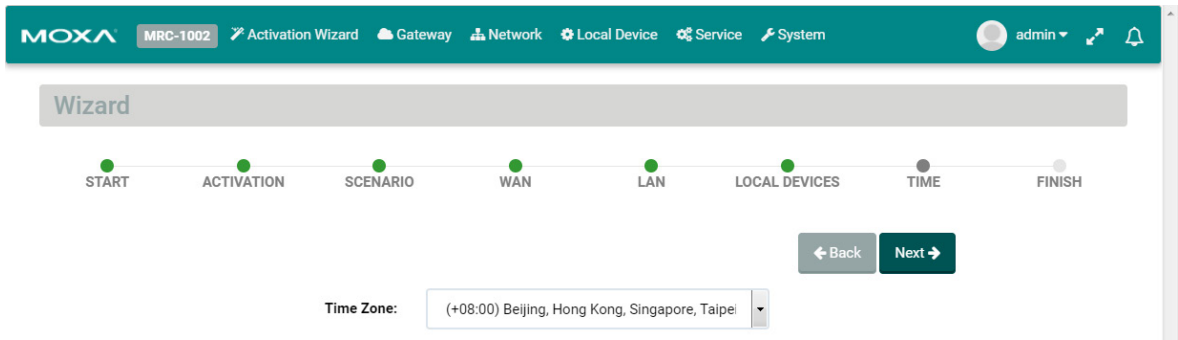 MOXA MRC-1002 Activation Wizard Gateway Network Local Device Service System admin
Wizard
START ACTIVATION SCENARIO WAN LAN LOCAL DEVICES TIME FINISH
Back Next
Time Zone: (+08:00) Beijing, Hong Kong, Singapore, Taipei